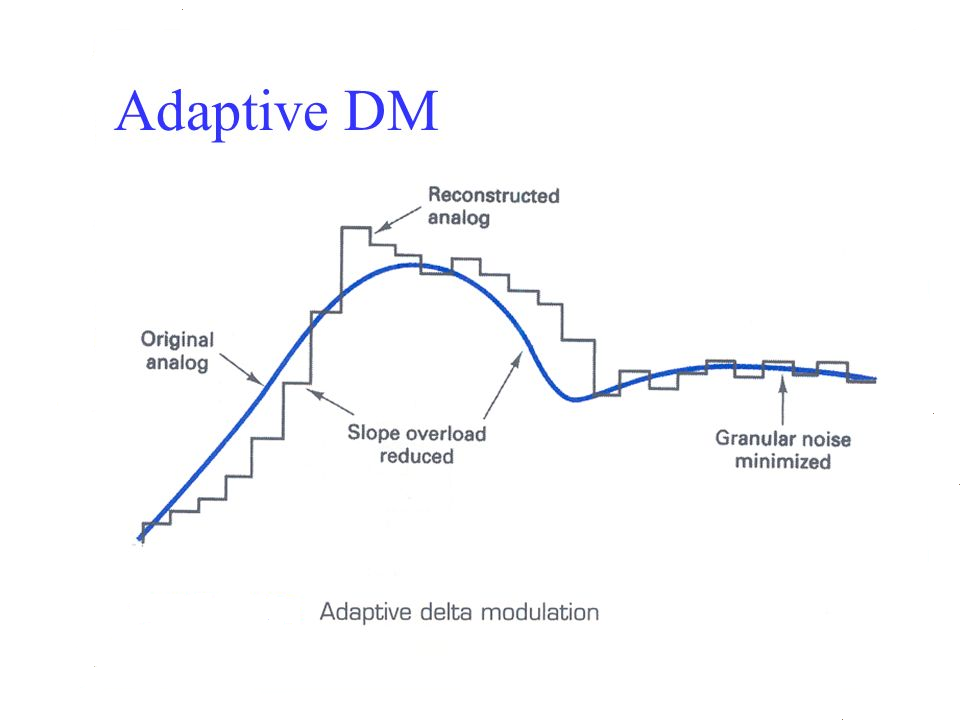 Adaptive DM
Reconstructed
analog
Original
analog
Slope overload
reduced
Granular noise
minimized
Adaptive delta modulation